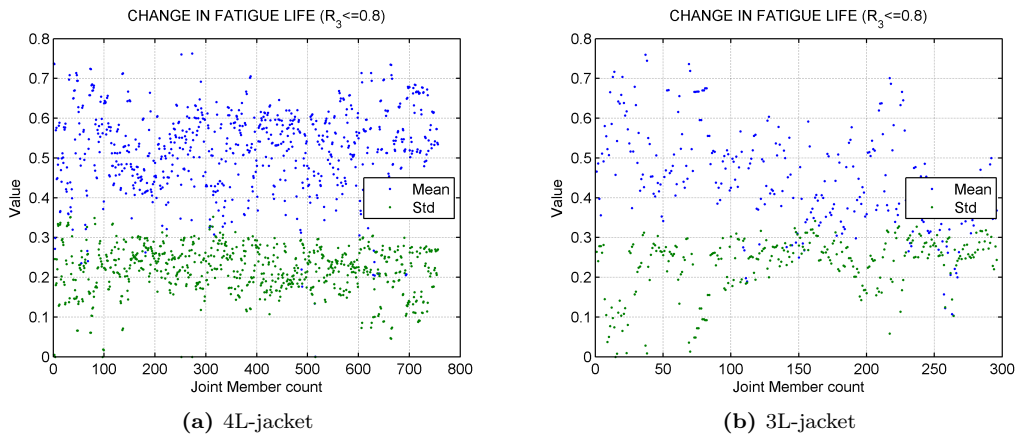 CHANGE IN FATIGUE LIFE (R3<=0.8)
0.8
0.7
0.6
0.5
0.4
0.3
0.2
0.1
0
Value
Mean
Std
0 100 200 300 400 500 600 700 800
Joint Member count
(a) 4L-jacket
CHANGE IN FATIGUE LIFE (R3<=0.8)
0.8
0.7
0.6
0.5
0.4
0.3
0.2
0.1
0
Value
Mean
Std
0 50 100 150 200 250 300
Joint Member count
(b) 3L-jacket